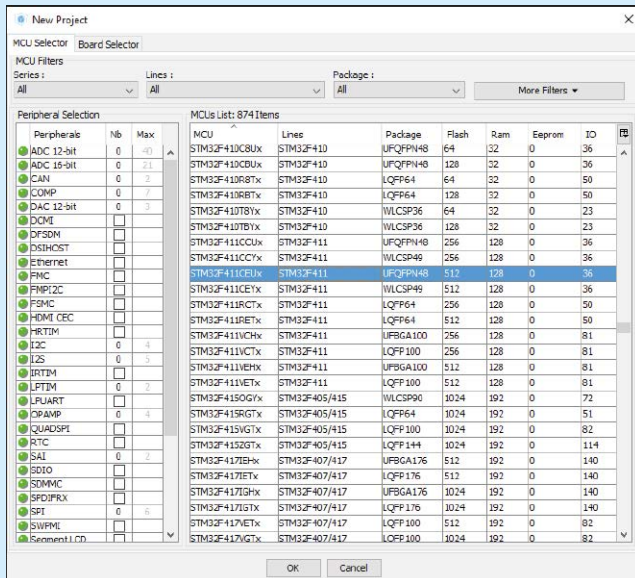 New Project
MCU Selector Board Selector
MCU Filters
Series : Lines : Package :
All All All More Filters
Peripheral Selection MCUs List: 874 Items
Peripherals Nb Max
ADC 12-bit 0 40
ADC 16-bit 0 21
CAN 0 3
COMP 0 7
DAC 12-bit 0 3
DCMI
DFSDM
DSIHOST
Ethernet
FMC
FMPI2C
FSMC
HDMI CEC
HRTIM
I2C 0 4
I2S 0 5
IRTIM
LPTIM 0 2
LPUART
OPAMP 0 4
QUADSPI
RTC
SAI 0 2
SDIO
SDMMC
SPDIFRX
SPI 0 6
SWPMI
Segment LCD
MCU Lines Package Flash Ram Eeprom IO
STM32F410C8Ux STM32F410 UFQFPN48 64 32 0 36
STM32F410CBUx STM32F410 UFQFPN48 128 32 0 36
STM32F410R8Tx STM32F410 LQFP64 64 32 0 50
STM32F410RBTx STM32F410 LQFP64 128 32 0 50
STM32F410T8Yx STM32F410 WLCSP36 64 32 0 23
STM32F410TBYx STM32F410 WLCSP36 128 32 0 23
STM32F411CCUx STM32F411 UFQFPN48 256 128 0 36
STM32F411CCYx STM32F411 WLCSP49 256 128 0 36
STM32F411CEUx STM32F411 UFQFPN48 512 128 0 36
STM32F411CEYx STM32F411 WLCSP49 512 128 0 36
STM32F411RCTx STM32F411 LQFP64 256 128 0 50
STM32F411RETx STM32F411 LQFP64 512 128 0 50
STM32F411VCHx STM32F411 UFBGA100 256 128 0 81
STM32F411VCTx STM32F411 LQFP100 256 128 0 81
STM32F411VEHx STM32F411 UFBGA100 512 128 0 81
STM32F411VETx STM32F411 LQFP100 512 128 0 81
STM32F415OGYx STM32F405/415 WLCSP90 1024 192 0 72
STM32F415RGTx STM32F405/415 LQFP64 1024 192 0 51
STM32F415VGTx STM32F405/415 LQFP100 1024 192 0 82
STM32F415ZGTx STM32F405/415 LQFP144 1024 192 0 114
STM32F417IEHx STM32F407/417 UFBGA176 512 192 0 140
STM32F417IETx STM32F407/417 LQFP176 512 192 0 140
STM32F417IGHx STM32F407/417 UFBGA176 1024 192 0 140
STM32F417IGTx STM32F407/417 LQFP176 1024 192 0 140
STM32F417VETx STM32F407/417 LQFP100 512 192 0 82
STM32F417VGTx STM32F407/417 LQFP100 1024 192 0 82
OK Cancel